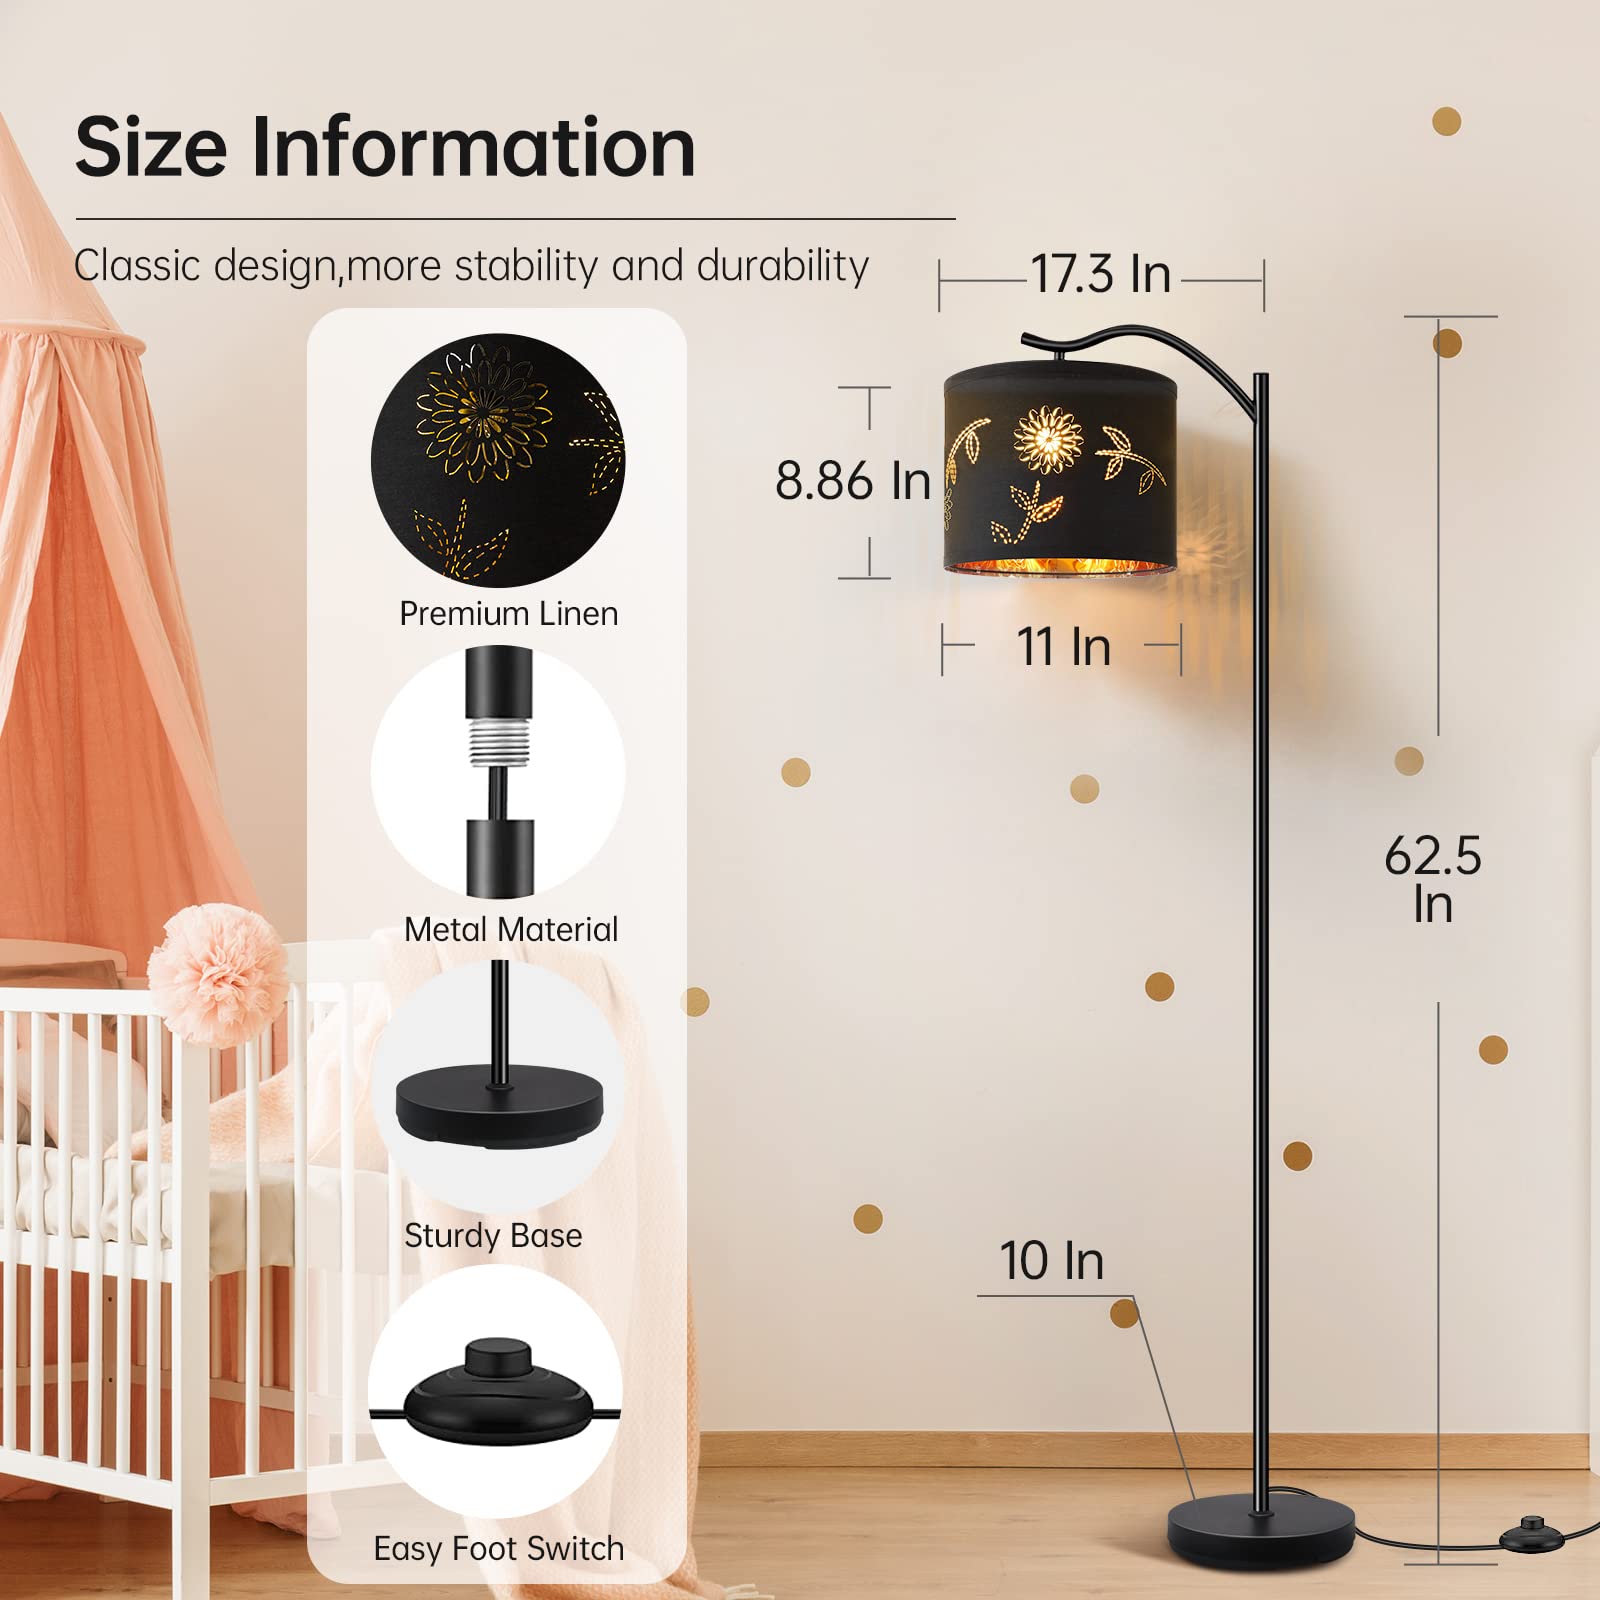 Size Information
Classic design,more stability and durability
Premium Linen
Metal Material
Sturdy Base
Easy Foot Switch
17.3 In
8.86 In
11 In
62.5
In
10 In